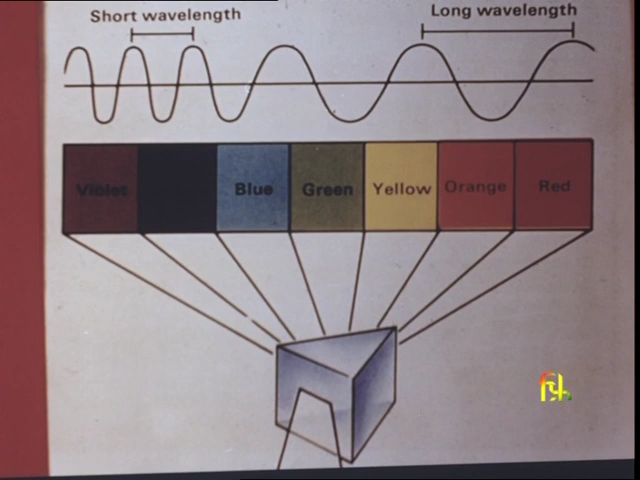 Short wavelength
Long wavelength
Violet
Blue
Green
Yellow
Orange
Red